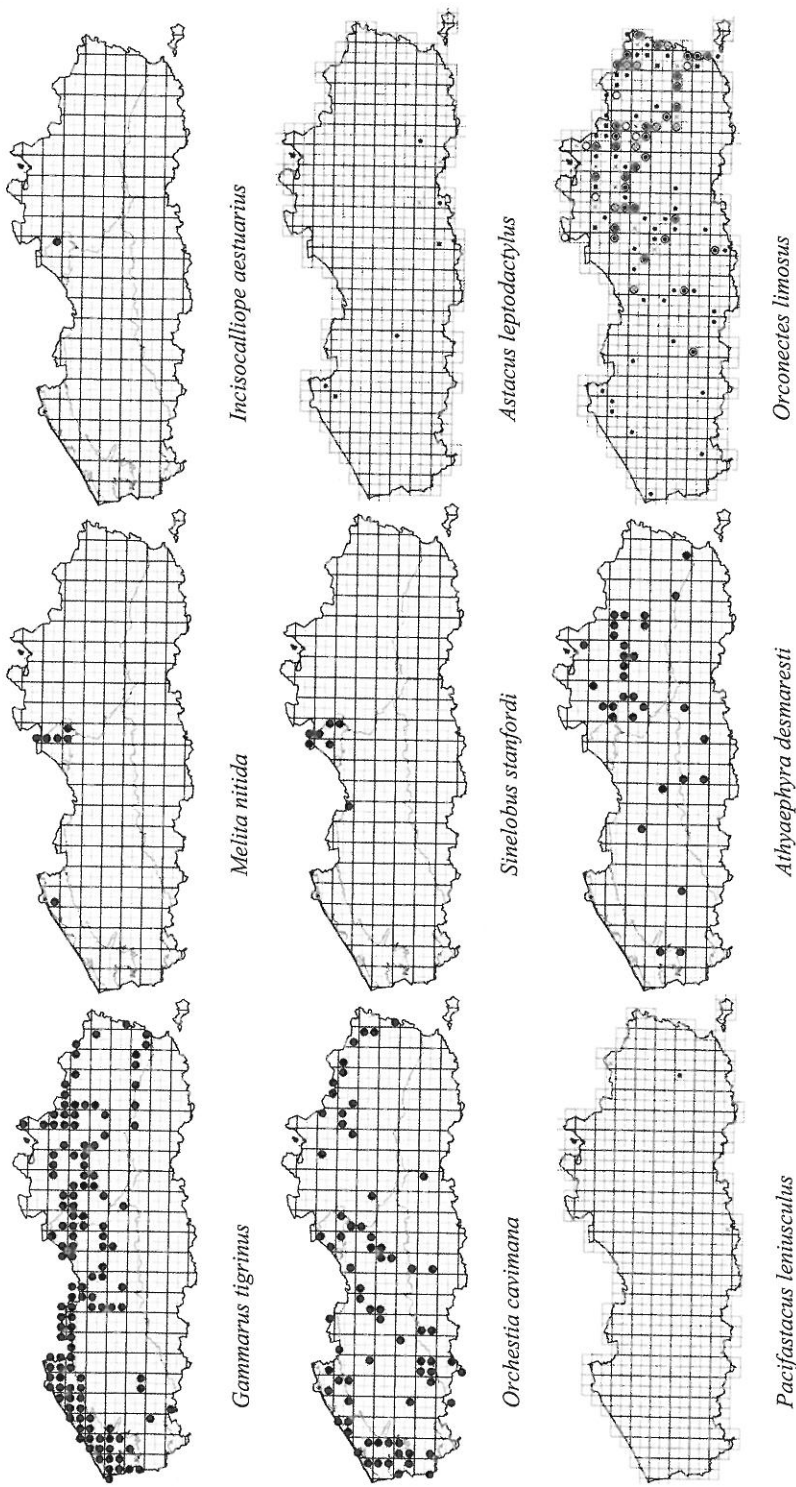 Gammarus tigrinus
Melita nitida
Incisocalliope aestuarius
Orchestia cavimana
Sinelobus stanfordi
Astacus leptodactylus
Pacifastacus leniusculus
Athyaephyra desmaresti
Orconectes limosus